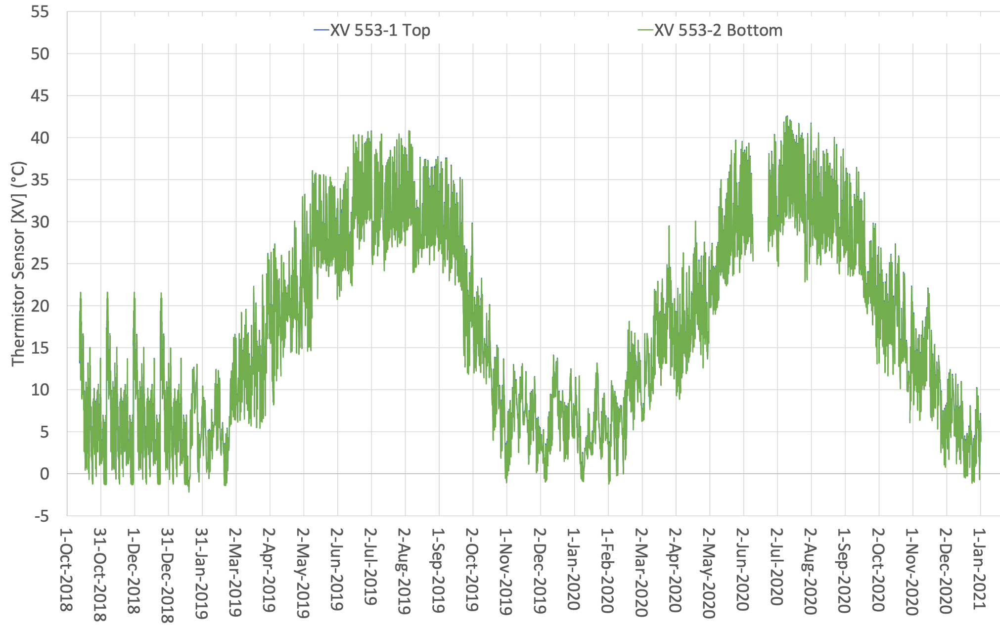 55
XV 553-1 Top
XV 553-2 Bottom
50
45
40
35
30
25
20
15
10
5
0
-5
Thermistor Sensor [XV] (°C)
1-Oct-2018
31-Oct-2018
1-Dec-2018
31-Dec-2018
31-Jan-2019
2-Mar-2019
2-Apr-2019
2-May-2019
2-Jun-2019
2-Jul-2019
2-Aug-2019
1-Sep-2019
2-Oct-2019
1-Nov-2019
2-Dec-2019
1-Jan-2020
1-Feb-2020
2-Mar-2020
2-Apr-2020
2-May-2020
2-Jun-2020
2-Jul-2020
2-Aug-2020
1-Sep-2020
2-Oct-2020
1-Nov-2020
2-Dec-2020
1-Jan-2021